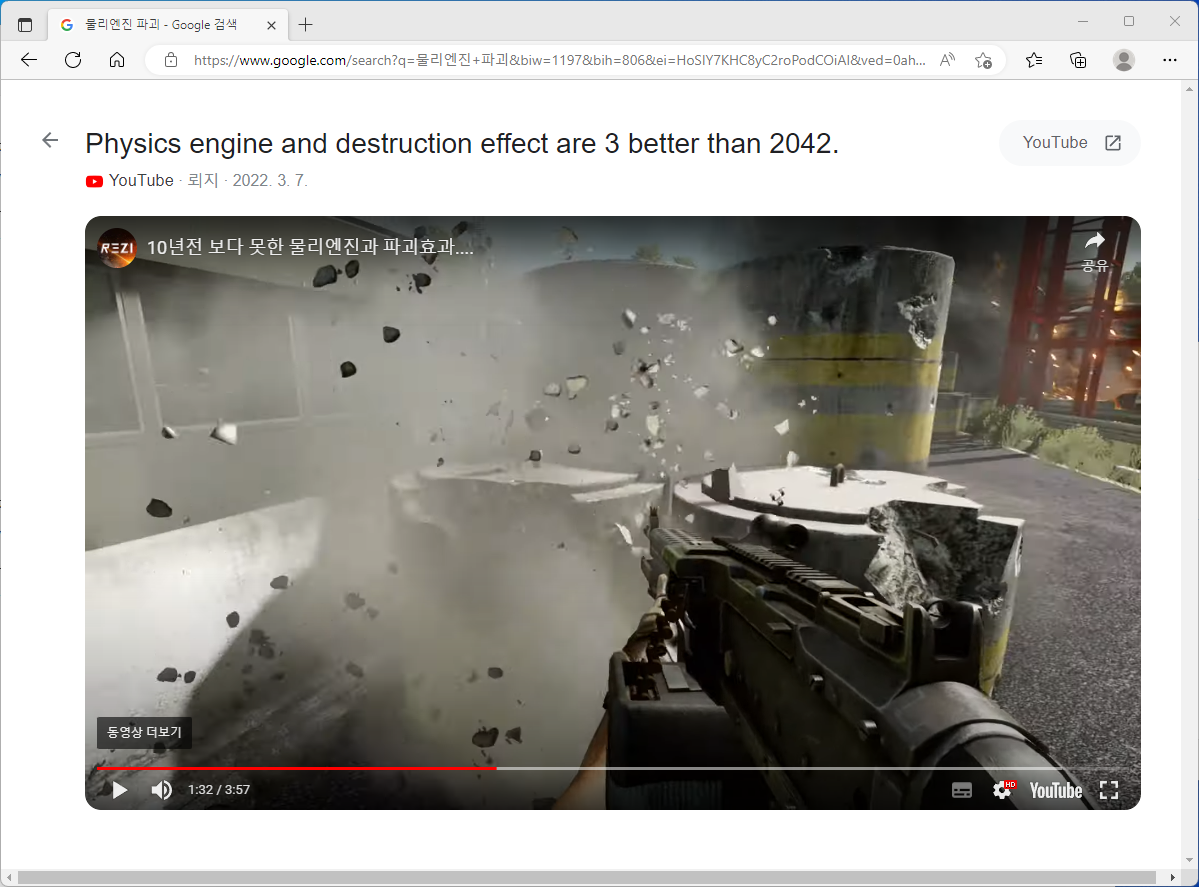 물리엔진 파괴 - Google 검색
https://www.google.com/search?q=물리엔진+파괴&biw=1197&bih=806&ei=HoSlY7KHC8yC2roPodCOiAI&ved=0ah...
Physics engine and destruction effect are 3 better than 2042.
YouTube
YouTube · 뢰지 · 2022. 3. 7.
REZI 10년전 보다 못한 물리엔진과 파괴효과....
공유
동영상 더보기
1:32 / 3:57
HD
YouTube